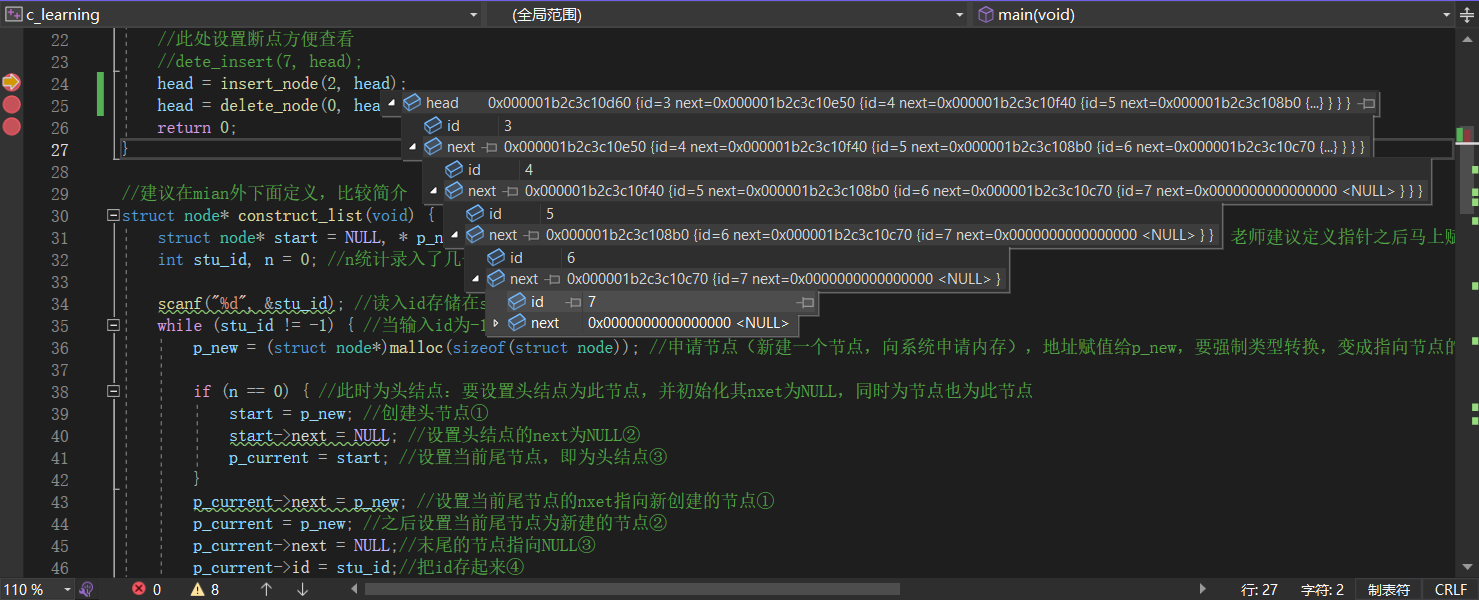 c_learning (全局范围) main(void)
22 //此处设置断点方便查看
23 //dete_insert(7, head);
24 head = insert_node(2, head);
25 head = delete_node(0, hea
head 0x000001b2c3c10d60 {id=3 next=0x000001b2c3c10e50 {id=4 next=0x000001b2c3c10f40 {id=5 next=0x000001b2c3c108b0 {...} } } }
26 return 0;
id 3
27 }
next 0x000001b2c3c10e50 {id=4 next=0x000001b2c3c10f40 {id=5 next=0x000001b2c3c108b0 {id=6 next=0x000001b2c3c10c70 {...} } } }
28
id 4
29 //建议在mian外下面定义，比较简介
next 0x000001b2c3c10f40 {id=5 next=0x000001b2c3c108b0 {id=6 next=0x000001b2c3c10c70 {id=7 next=0x0000000000000000 <NULL> } } }
30 struct node* construct_list(void) {
id 5
31 struct node* start = NULL, * p_n
next 0x000001b2c3c108b0 {id=6 next=0x000001b2c3c10c70 {id=7 next=0x0000000000000000 <NULL> } }
老师建议定义指针之后马上赋
32 int stu_id, n = 0; //n统计录入了几
id 6
33
next 0x000001b2c3c10c70 {id=7 next=0x0000000000000000 <NULL> }
34 scanf("%d", &stu_id); //读入id存储在s
id 7
35 while (stu_id != -1) { //当输入id为-1
next 0x0000000000000000 <NULL>
36 p_new = (struct node*)malloc(sizeof(struct node)); //申请节点（新建一个节点，向系统申请内存），地址赋值给p_new，要强制类型转换，变成指向节点的
37
38 if (n == 0) { //此时为头结点：要设置头结点为此节点，并初始化其nxet为NULL，同时为节点也为此节点
39 start = p_new; //创建头节点①
40 start->next = NULL; //设置头结点的next为NULL②
41 p_current = start; //设置当前尾节点，即为头结点③
42 }
43 p_current->next = p_new; //设置当前尾节点的nxet指向新创建的节点①
44 p_current = p_new; //之后设置当前尾节点为新建的节点②
45 p_current->next = NULL;//末尾的节点指向NULL③
46 p_current->id = stu_id;//把id存起来④
110 % 0 8 行: 27 字符: 2 制表符 CRLF